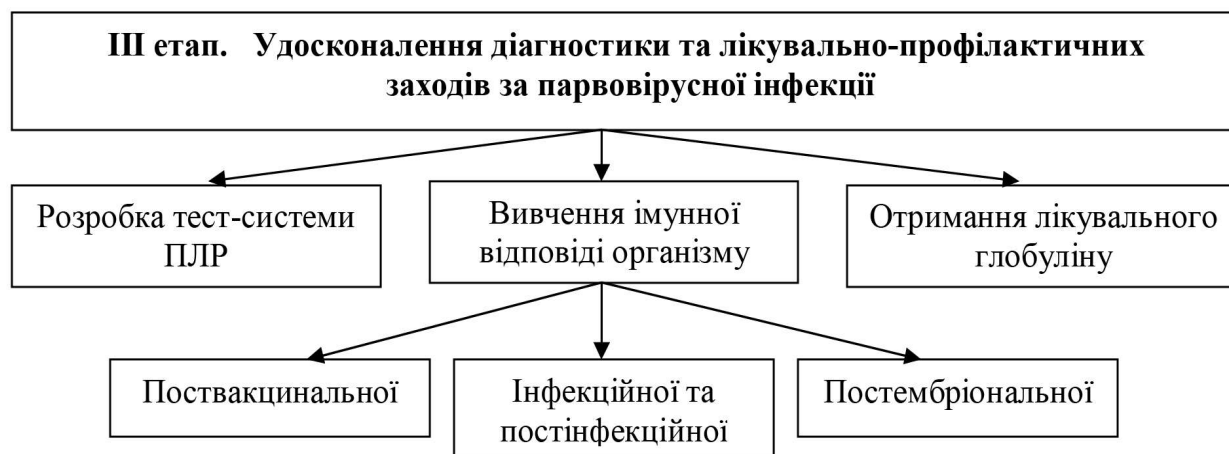 ІІІ етап. Удосконалення діагностики та лікувально-профілактичних
заходів за парвовірусної інфекції
Розробка тест-системи
ПЛР
Вивчення імунної
відповіді організму
Отримання лікувального
глобуліну
Поствакцинальної
Інфекційної та
постінфекційної
Постембріональної